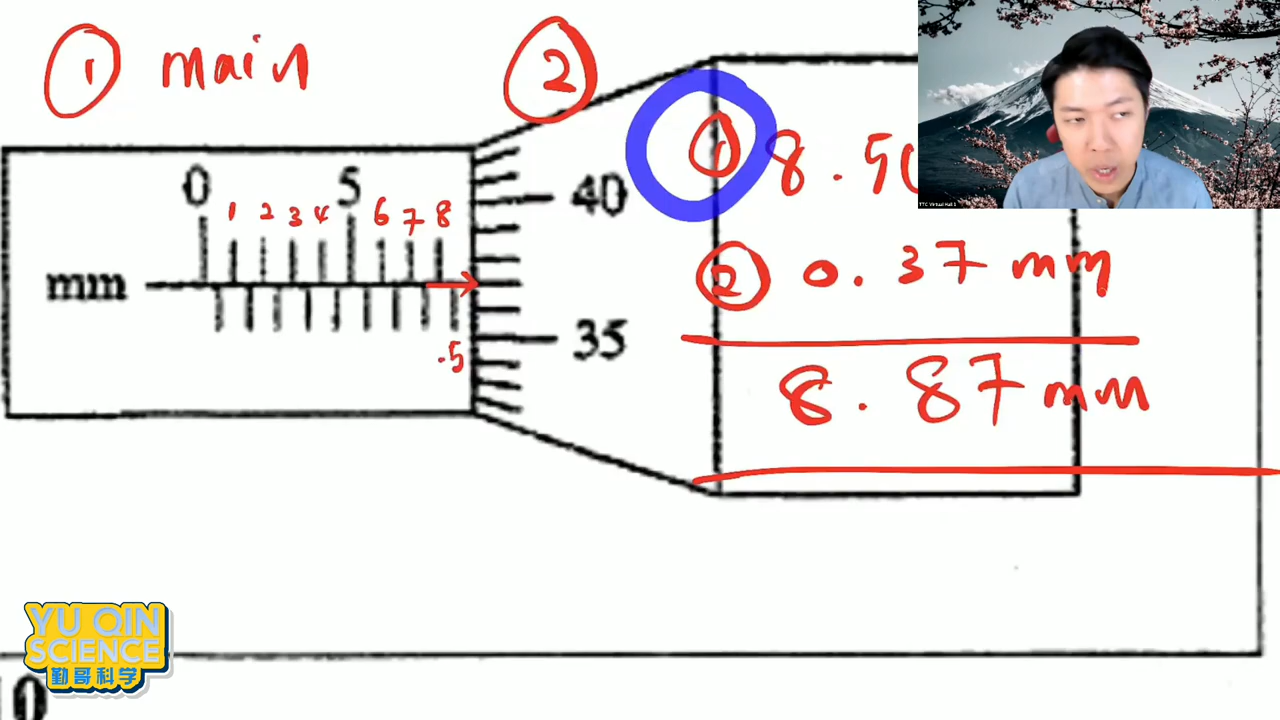 ① main
②
0 5
1 2 3 4 6 7 8
mm
.5
40
35
① 8.50
② 0.37 mm
8.87 mm
YU QIN
SCIENCE
勤哥科学
10